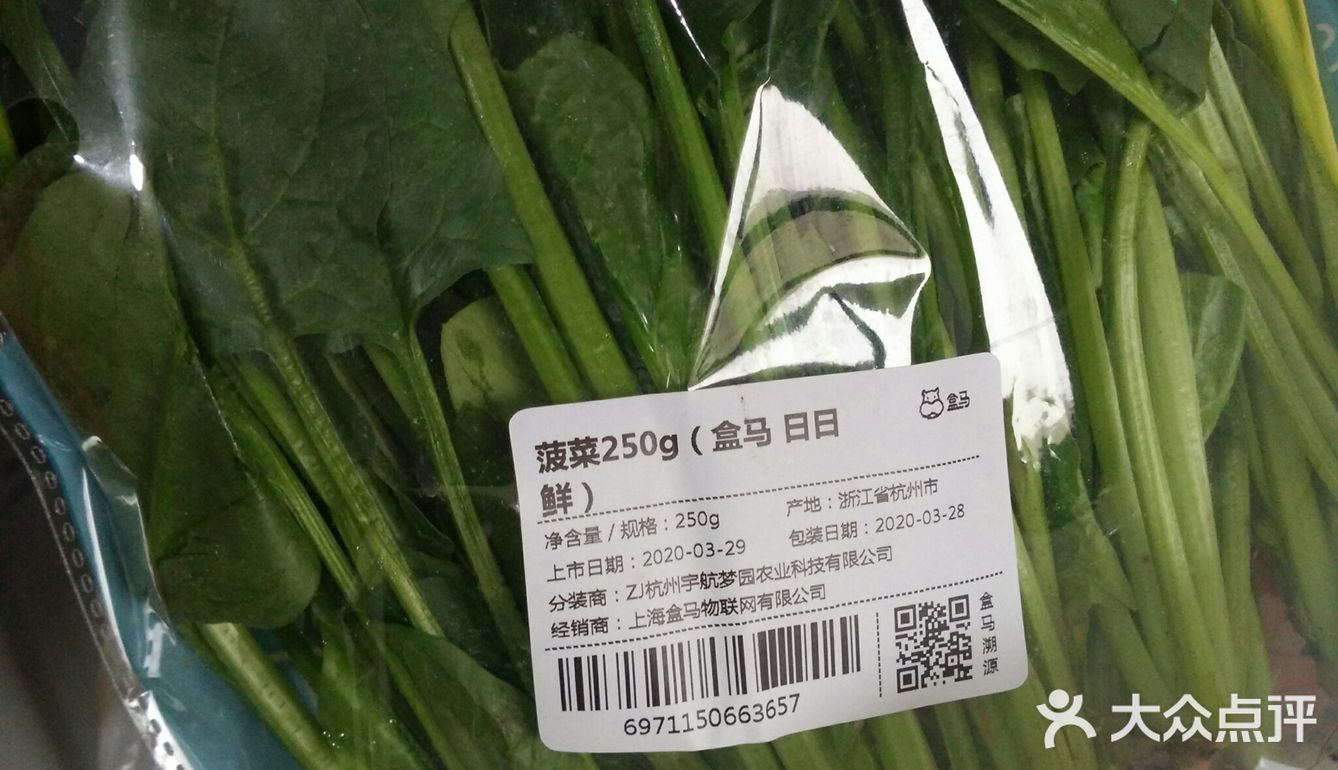 盒马
菠菜250g（盒马 日日
鲜）
净含量 / 规格：250g
产地：浙江省杭州市
上市日期：2020-03-29
包装日期：2020-03-28
分装商：ZJ杭州宇航梦园农业科技有限公司
经销商：上海盒马物联网有限公司
6971150663657
盒马溯源
大众点评